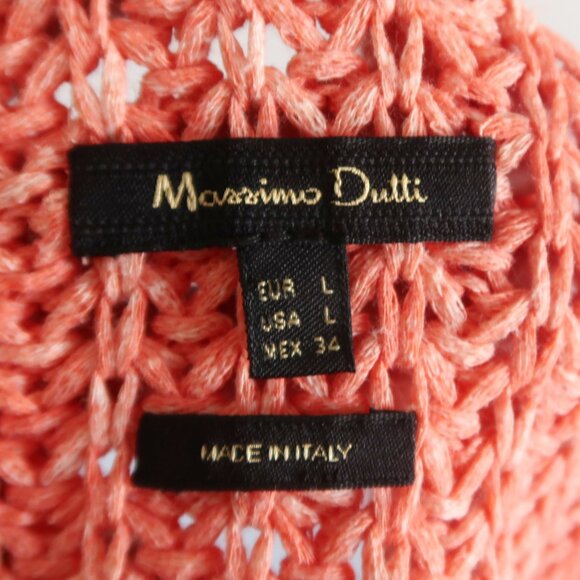 Massimo Dutti
EUR L
USA L
MEX 34
MADE IN ITALY